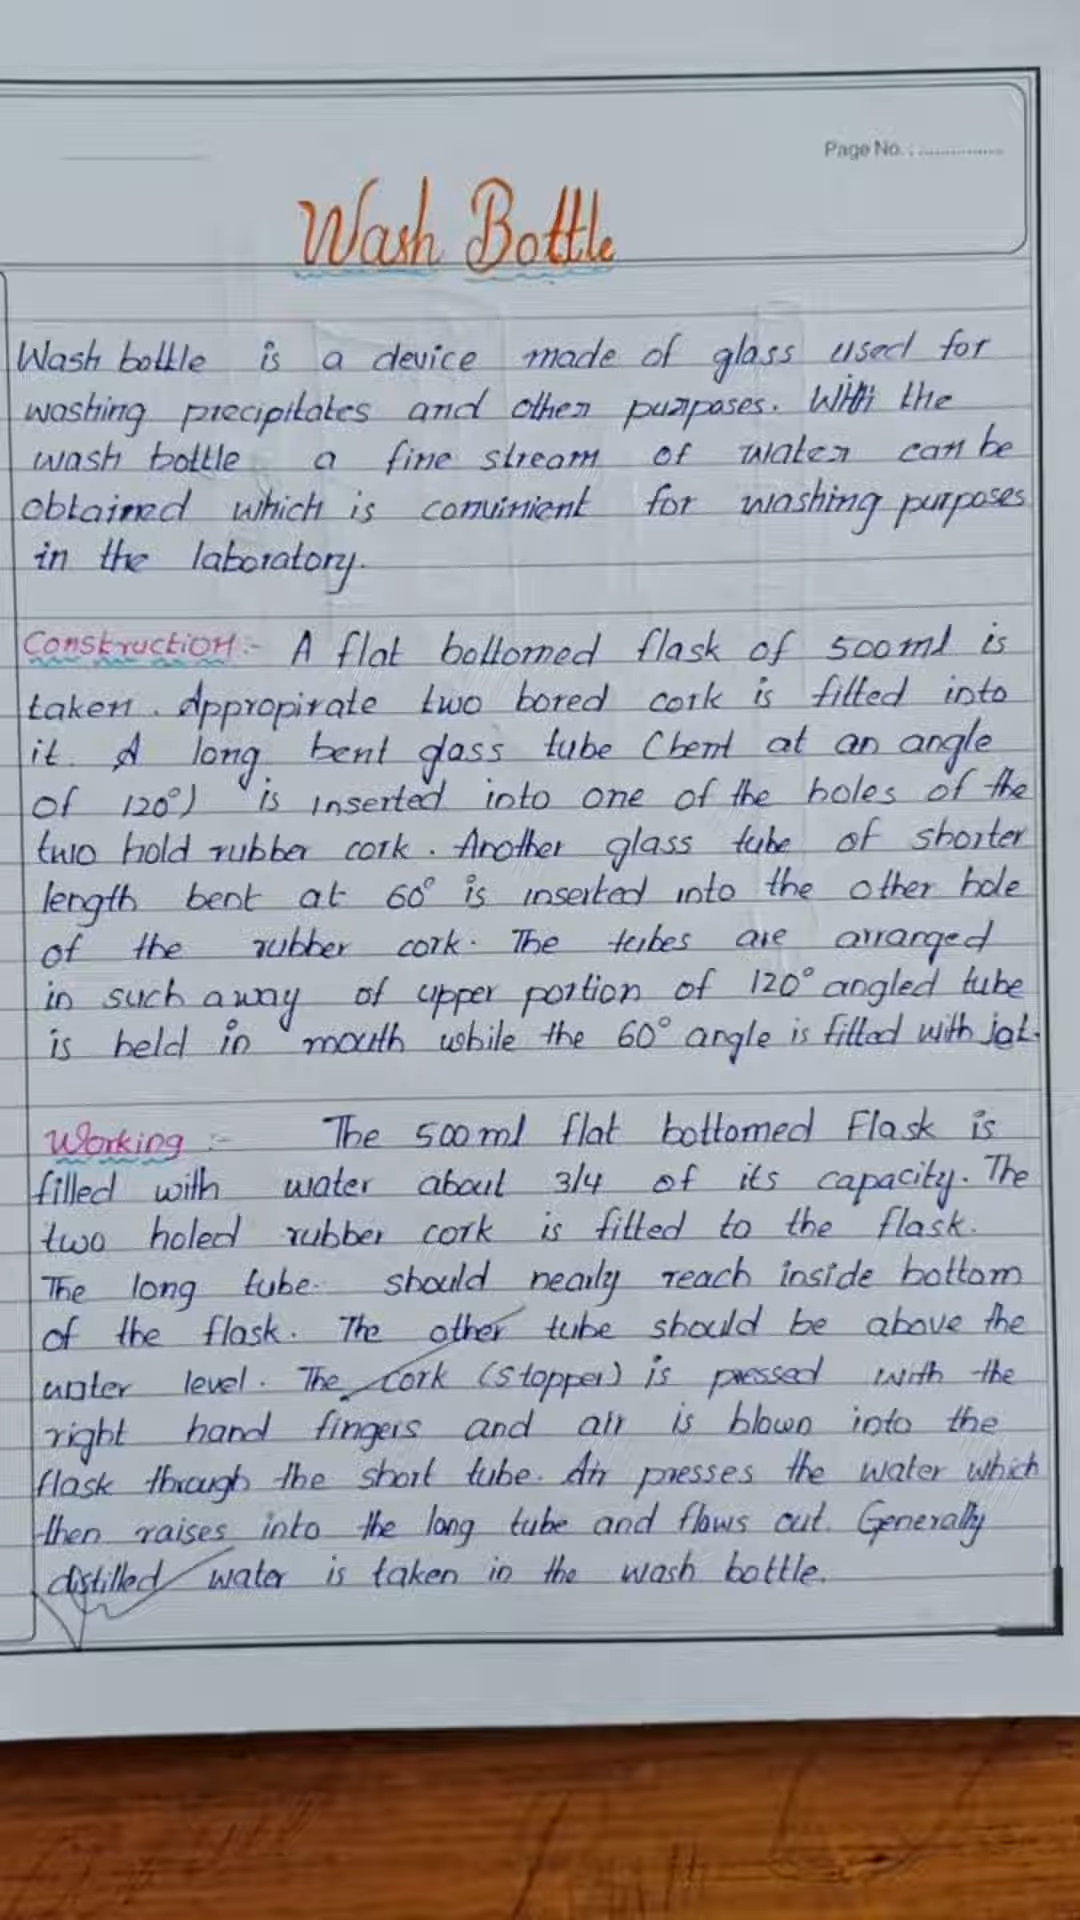 Page No. : ..................
Wash Bottle
Wash bottle is a device made of glass used for
washing precipitates and other purposes. With the
wash bottle a fine stream of water can be
obtained which is convinient for washing purposes
in the laboratory.
Construction :- A flat bottomed flask of 500ml is
taken. Appropirate two bored cork is fitted into
it. A long bent glass tube (bent at an angle
of 120°) is inserted into one of the holes of the
two hold rubber cork. Another glass tube of shorter
length bent at 60° is inserted into the other hole
of the rubber cork. The tubes are arranged
in such away of upper portion of 120° angled tube
is held in mouth while the 60° angle is fitted with jat.
Working :- The 500ml flat bottomed Flask is
filled with water about 3/4 of its capacity. The
two holed rubber cork is fitted to the flask.
The long tube should nearly reach inside bottom
of the flask. The other tube should be above the
water level. The cork (stopper) is pressed with the
right hand fingers and air is blown into the
flask through the short tube. Air presses the water which
then raises into the long tube and flows out. Generally
distilled water is taken in the wash bottle.